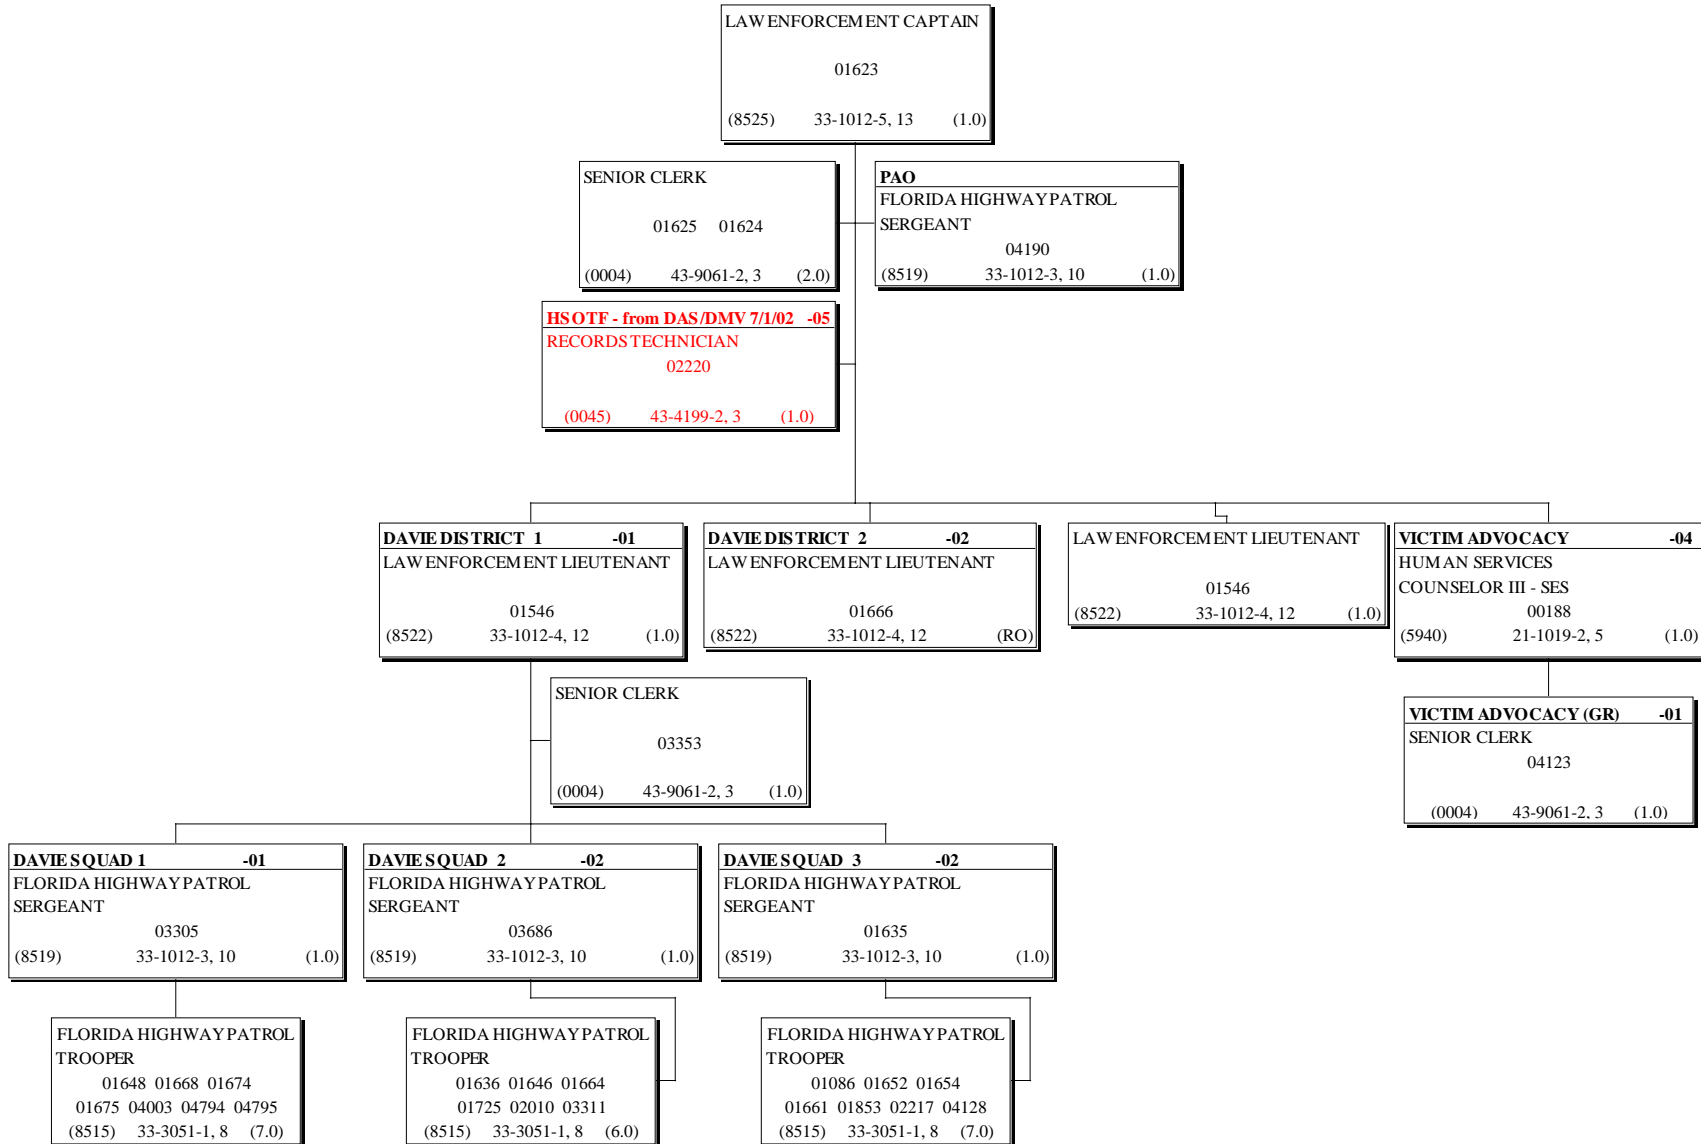 LAW ENFORCEMENT CAPTAIN
01623
(8525) 33-1012-5, 13 (1.0)
SENIOR CLERK
01625 01624
(0004) 43-9061-2, 3 (2.0)
PAO
FLORIDA HIGHWAY PATROL
SERGEANT
04190
(8519) 33-1012-3, 10 (1.0)
HSOTF - from DAS/DMV 7/1/02 -05
RECORDS TECHNICIAN
02220
(0045) 43-4199-2, 3 (1.0)
DAVIE DISTRICT 1 -01
LAW ENFORCEMENT LIEUTENANT
01546
(8522) 33-1012-4, 12 (1.0)
DAVIE DISTRICT 2 -02
LAW ENFORCEMENT LIEUTENANT
01666
(8522) 33-1012-4, 12 (RO)
LAW ENFORCEMENT LIEUTENANT
01546
(8522) 33-1012-4, 12 (1.0)
VICTIM ADVOCACY -04
HUMAN SERVICES
COUNSELOR III - SES
00188
(5940) 21-1019-2, 5 (1.0)
SENIOR CLERK
03353
(0004) 43-9061-2, 3 (1.0)
VICTIM ADVOCACY (GR) -01
SENIOR CLERK
04123
(0004) 43-9061-2, 3 (1.0)
DAVIE SQUAD 1 -01
FLORIDA HIGHWAY PATROL
SERGEANT
03305
(8519) 33-1012-3, 10 (1.0)
DAVIE SQUAD 2 -02
FLORIDA HIGHWAY PATROL
SERGEANT
03686
(8519) 33-1012-3, 10 (1.0)
DAVIE SQUAD 3 -02
FLORIDA HIGHWAY PATROL
SERGEANT
01635
(8519) 33-1012-3, 10 (1.0)
FLORIDA HIGHWAY PATROL
TROOPER
01648 01668 01674
01675 04003 04794 04795
(8515) 33-3051-1, 8 (7.0)
FLORIDA HIGHWAY PATROL
TROOPER
01636 01646 01664
01725 02010 03311
(8515) 33-3051-1, 8 (6.0)
FLORIDA HIGHWAY PATROL
TROOPER
01086 01652 01654
01661 01853 02217 04128
(8515) 33-3051-1, 8 (7.0)